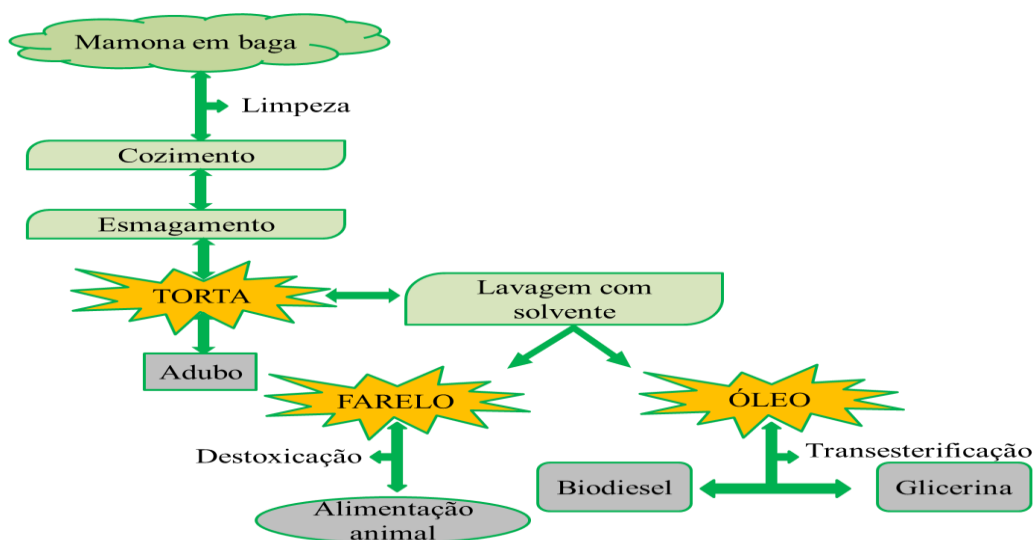 Mamona em baga
Limpeza
Cozimento
Esmagamento
TORTA
Lavagem com
solvente
Adubo
FARELO
ÓLEO
Destoxicação
Transesterificação
Biodiesel
Glicerina
Alimentação
animal